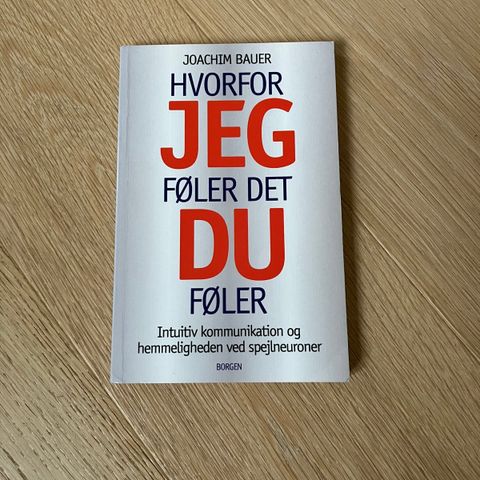 JOACHIM BAUER
HVORFOR
JEG
FØLER DET
DU
FØLER
Intuitiv kommunikation og
hemmeligheden ved spejlneuroner
BORGEN